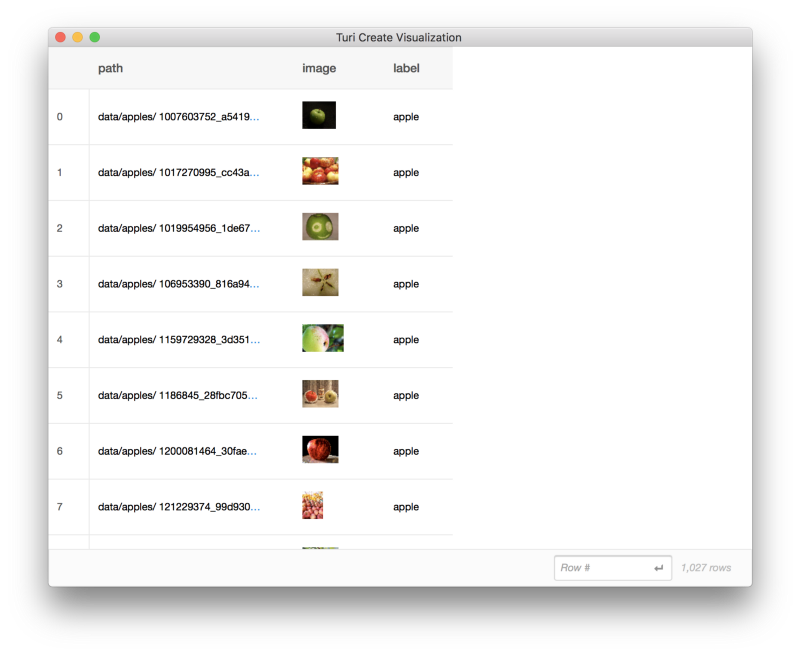 Turi Create Visualization
path image label
0 data/apples/ 1007603752_a5419... apple
1 data/apples/ 1017270995_cc43a... apple
2 data/apples/ 1019954956_1de67... apple
3 data/apples/ 106953390_816a94... apple
4 data/apples/ 1159729328_3d351... apple
5 data/apples/ 1186845_28fbc705... apple
6 data/apples/ 1200081464_30fae... apple
7 data/apples/ 121229374_99d930... apple
Row # ↵ 1,027 rows